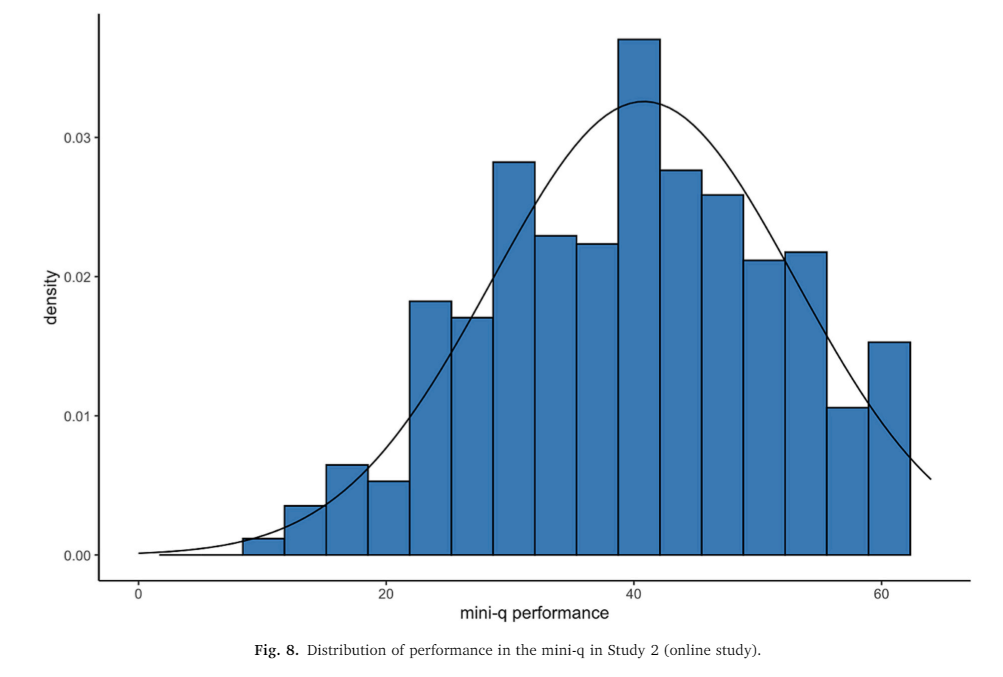 0.03
0.02
0.01
0.00
density
0 20 40 60
mini-q performance
Fig. 8. Distribution of performance in the mini-q in Study 2 (online study).